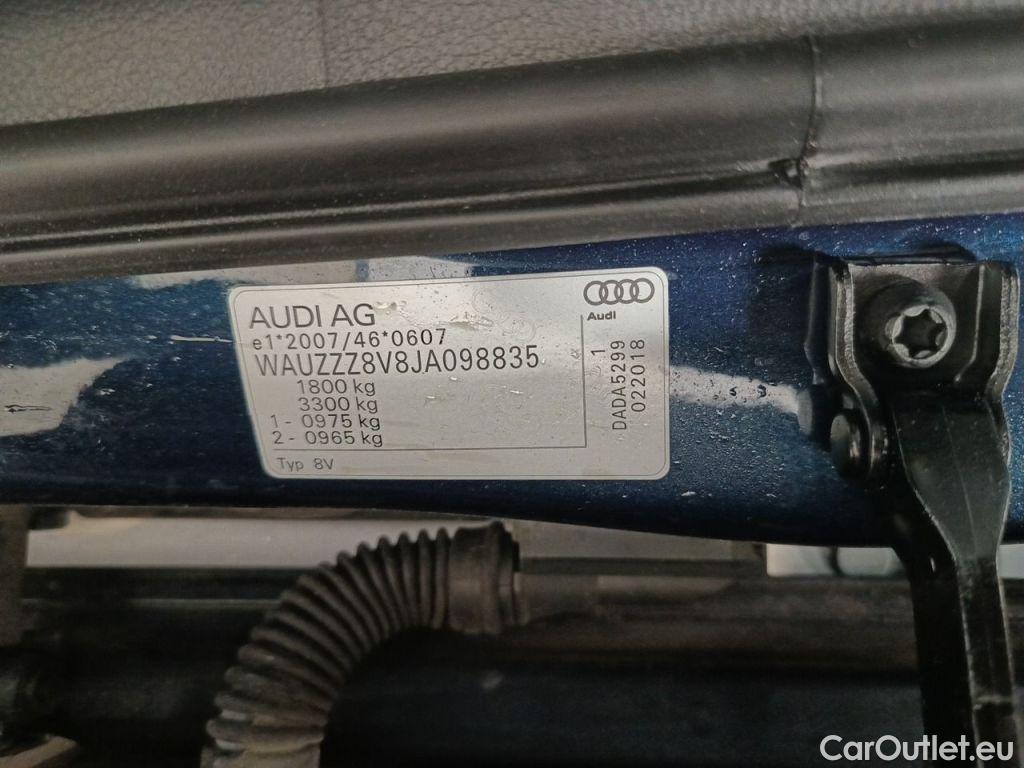 AUDI AG
e1*2007/46*0607
WAUZZZ8V8JA098835
1800 kg
3300 kg
1- 0975 kg
2- 0965 kg
Typ 8V
Audi
DADA5299 1
022018
CarOutlet.eu